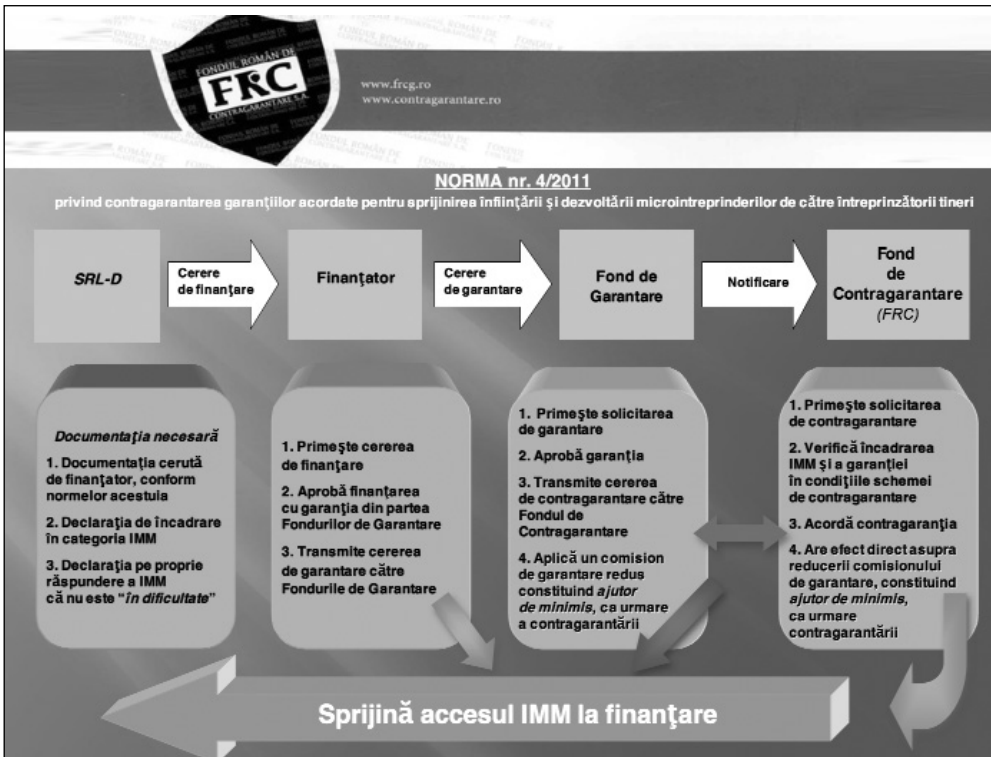 FONDUL ROMÂN DE
FRC
CONTRAGARANTARE S.A.
www.frcg.ro
www.contragarantare.ro
NORMA nr. 4/2011
privind contragarantarea garanţiilor acordate pentru sprijinirea înfiinţării şi dezvoltării microintreprinderilor de către întreprinzătorii tineri
SRL-D
Cerere
de finanţare
Finanţator
Cerere
de garantare
Fond de
Garantare
Notificare
Fond
de
Contragarantare
(FRC)
Documentaţia necesară
1. Documentaţia cerută
de finanţator, conform
normelor acestuia
2. Declaraţia de încadrare
în categoria IMM
3. Declaraţia pe proprie
răspundere a IMM
că nu este “în dificultate”
1. Primeşte cererea
de finanţare
2. Aprobă finanţarea
cu garanţia din partea
Fondurilor de Garantare
3. Transmite cererea
de garantare către
Fondurile de Garantare
1. Primeşte solicitarea
de garantare
2. Aprobă garanţia
3. Transmite cererea
de contragarantare către
Fondul de
Contragarantare
4. Aplică un comision
de garantare redus
constituind ajutor
de minimis, ca urmare
a contragarantării
1. Primeşte solicitarea
de contragarantare
2. Verifică încadrarea
IMM şi a garanţiei
în condiţiile schemei
de contragarantare
3. Acordă contragaranţia
4. Are efect direct asupra
reducerii comisionului
de garantare, constituind
ajutor de minimis,
ca urmare
contragarantării
Sprijină accesul IMM la finanţare